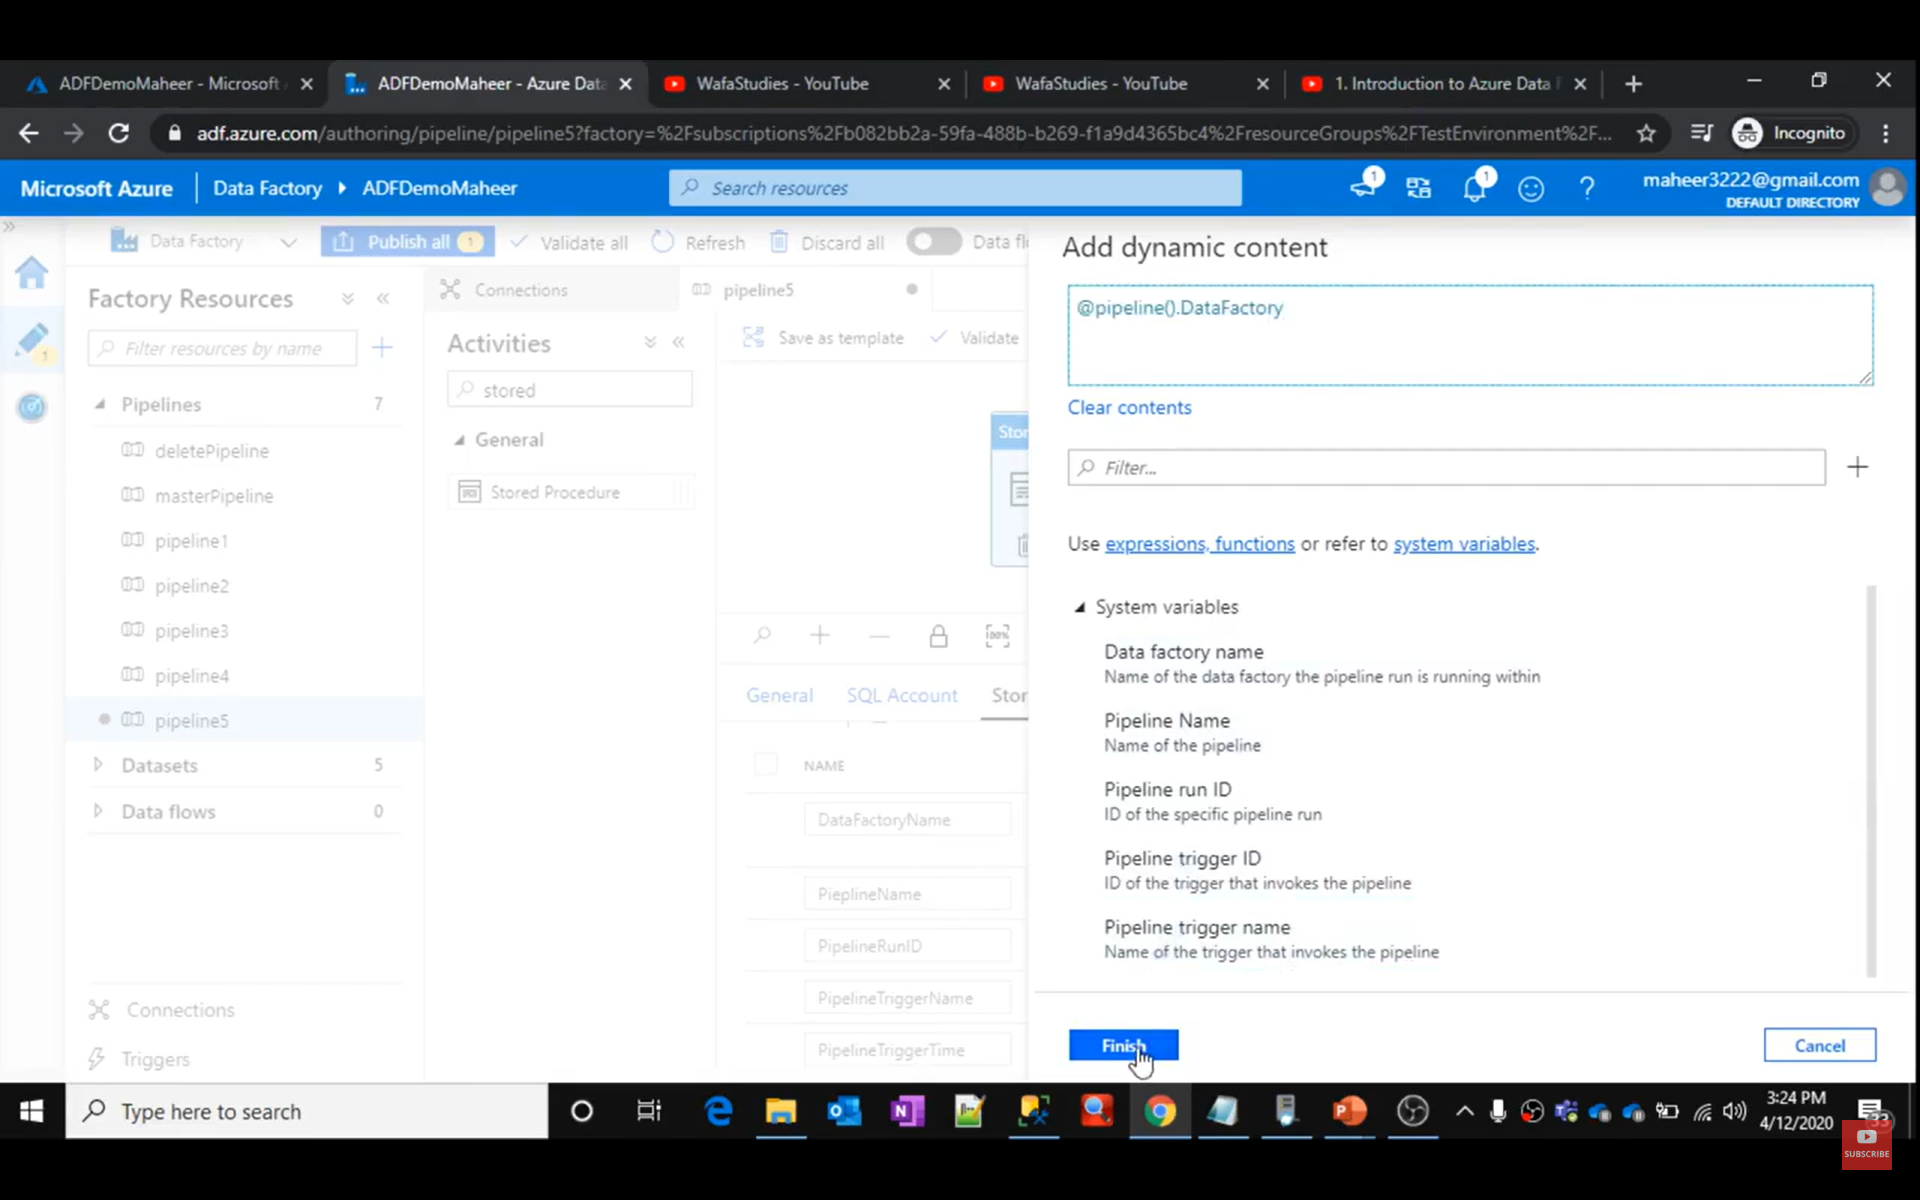 ADFDemoMaheer - Microsoft
ADFDemoMaheer - Azure Data
WafaStudies - YouTube
WafaStudies - YouTube
1. Introduction to Azure Data
adf.azure.com/authoring/pipeline/pipeline5?factory=%2Fsubscriptions%2Fb082bb2a-59fa-488b-b269-f1a9d4365bc4%2FresourceGroups%2FTestEnvironment%2F...
Incognito
Microsoft Azure
Data Factory
ADFDemoMaheer
Search resources
1
1
?
maheer3222@gmail.com
DEFAULT DIRECTORY
Data Factory
Publish all 1
Validate all
Refresh
Discard all
Data fl
Factory Resources
Filter resources by name
1
Pipelines 7
deletePipeline
masterPipeline
pipeline1
pipeline2
pipeline3
pipeline4
pipeline5
Datasets 5
Data flows 0
Connections
Triggers
Connections
pipeline5
Activities
stored
General
Stored Procedure
Save as template
Validate
Stor
100%
General
SQL Account
Stor
NAME
DataFactoryName
PieplineName
PipelineRunID
PipelineTriggerName
PipelineTriggerTime
Add dynamic content
@pipeline().DataFactory
Clear contents
Filter...
Use expressions, functions or refer to system variables.
System variables
Data factory name
Name of the data factory the pipeline run is running within
Pipeline Name
Name of the pipeline
Pipeline run ID
ID of the specific pipeline run
Pipeline trigger ID
ID of the trigger that invokes the pipeline
Pipeline trigger name
Name of the trigger that invokes the pipeline
Finish
Cancel
Type here to search
3:24 PM
4/12/2020
33
SUBSCRIBE